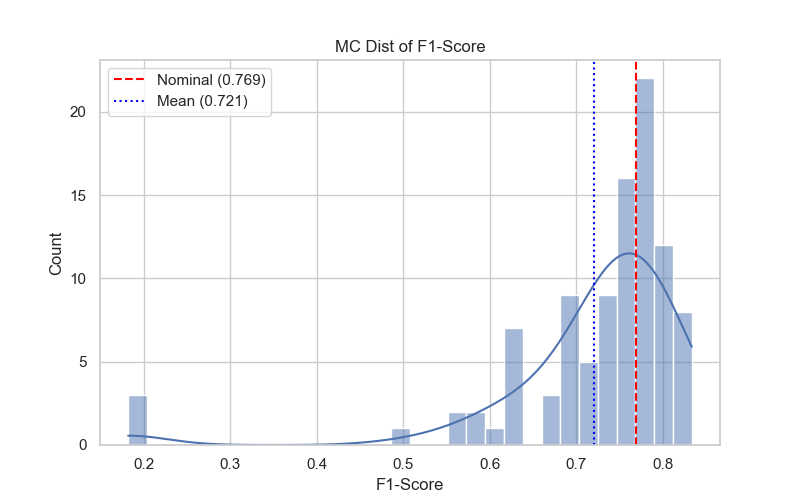 MC Dist of F1-Score
Nominal (0.769)
Mean (0.721)
Count
20
15
10
5
0
0.2 0.3 0.4 0.5 0.6 0.7 0.8
F1-Score